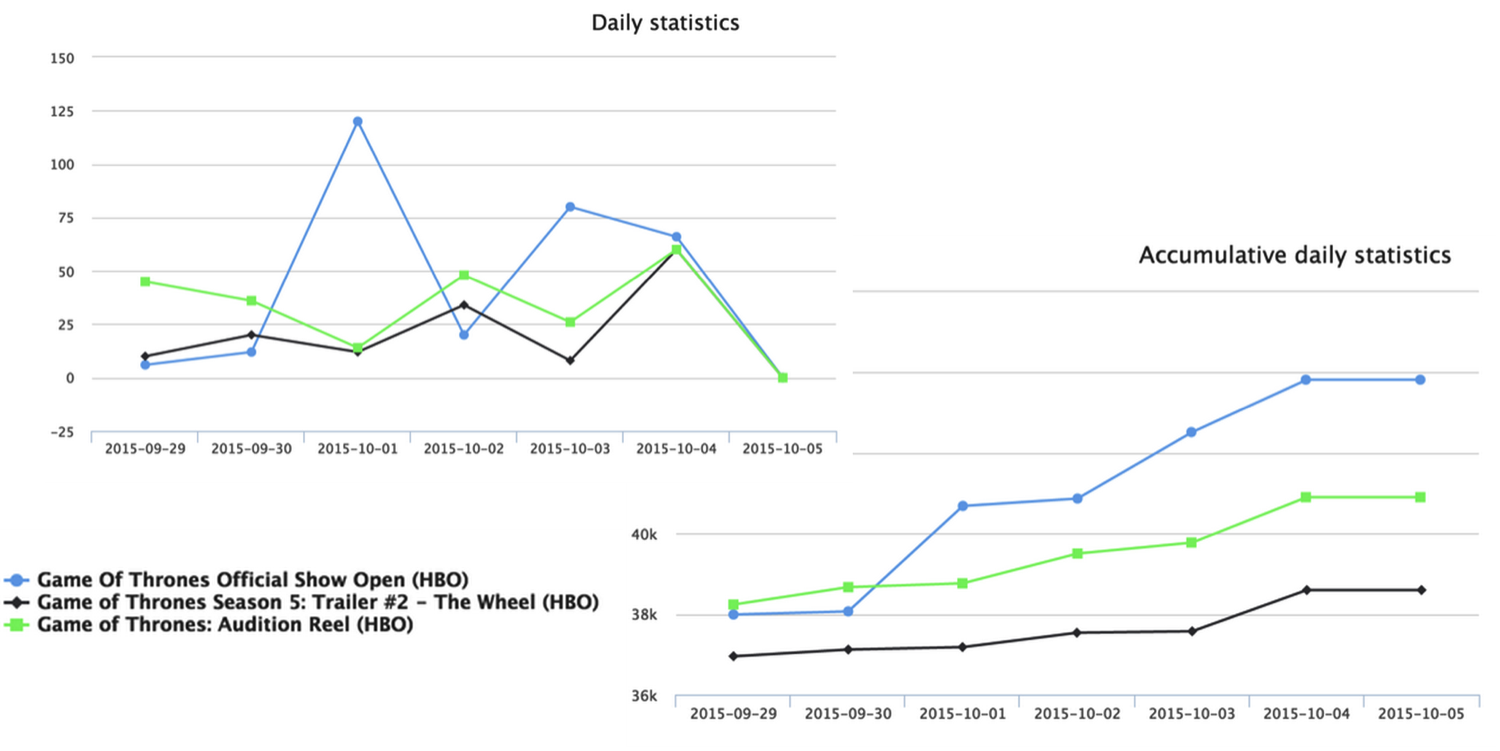 Daily statistics
150
125
100
75
50
25
0
−25
2015-09-29 2015-09-30 2015-10-01 2015-10-02 2015-10-03 2015-10-04 2015-10-05
Accumulative daily statistics
40k
38k
36k
2015-09-29 2015-09-30 2015-10-01 2015-10-02 2015-10-03 2015-10-04 2015-10-05
Game Of Thrones Official Show Open (HBO)
Game of Thrones Season 5: Trailer #2 – The Wheel (HBO)
Game of Thrones: Audition Reel (HBO)